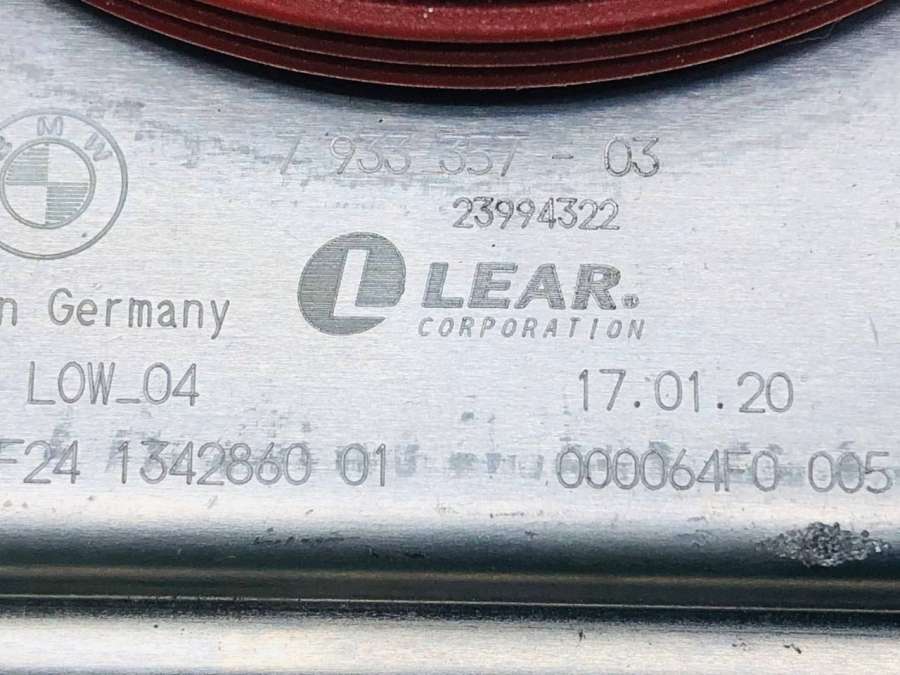 BMW
7 933 357 - 03
23994322
L LEAR.
CORPORATION
n Germany
LOW_04
17.01.20
F24 1342860 01
000064F0 005